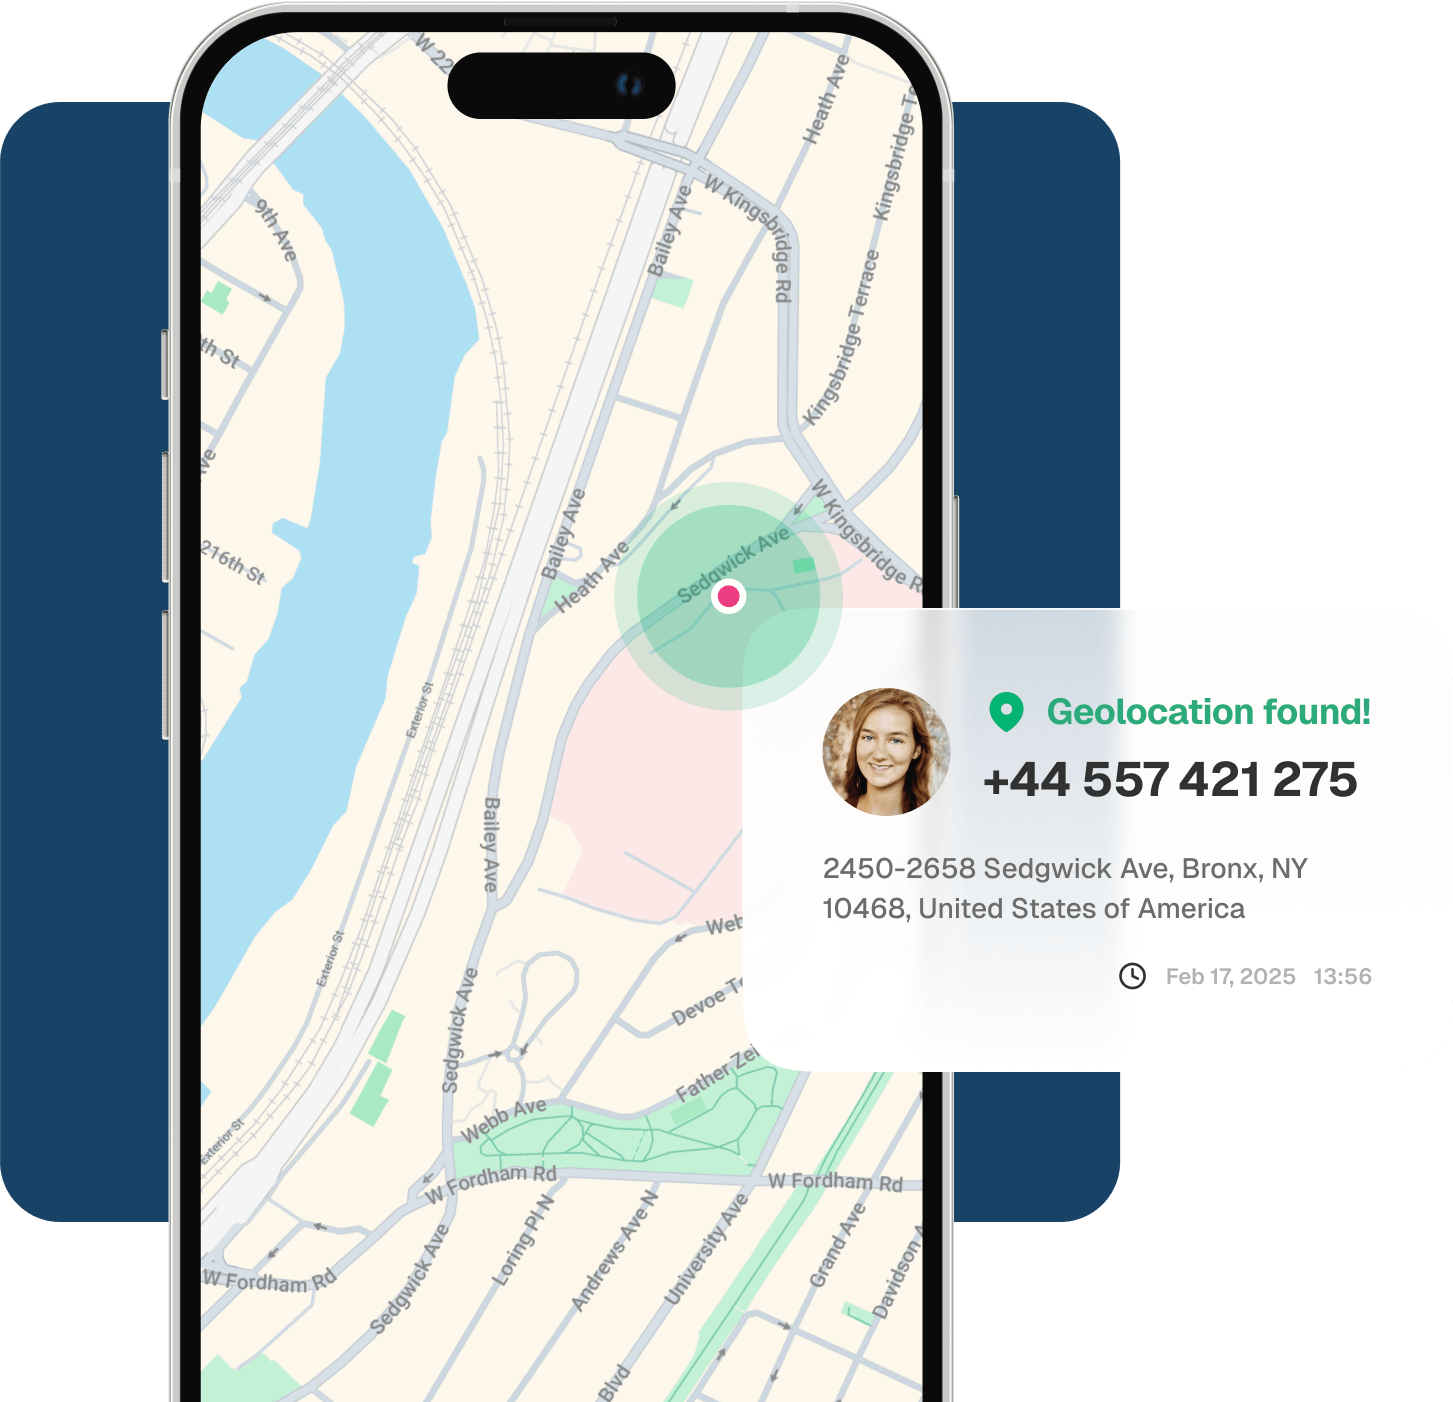 W 22
Heath Ave
Kingsbridge Te
W Kingsbridge Rd
Bailey Ave
9th Ave
Kingsbridge Terrace
th St
Ave
W Kingsbridge R
Bailey Ave
Sedgwick Ave
216th St
Heath Ave
Exterior St
Geolocation found!
+44 557 421 275
Bailey Ave
2450-2658 Sedgwick Ave, Bronx, NY
10468, United States of America
Web
Exterior St
Feb 17, 2025 13:56
Devoe Te
Sedgwick Ave
Father Zei
Webb Ave
Exterior St
W Fordham Rd
W Fordham Rd
Loring Pl N
Andrews Ave N
University Ave
Grand Ave
Davidson A
W Fordham Rd
Sedgwick Ave
Blvd